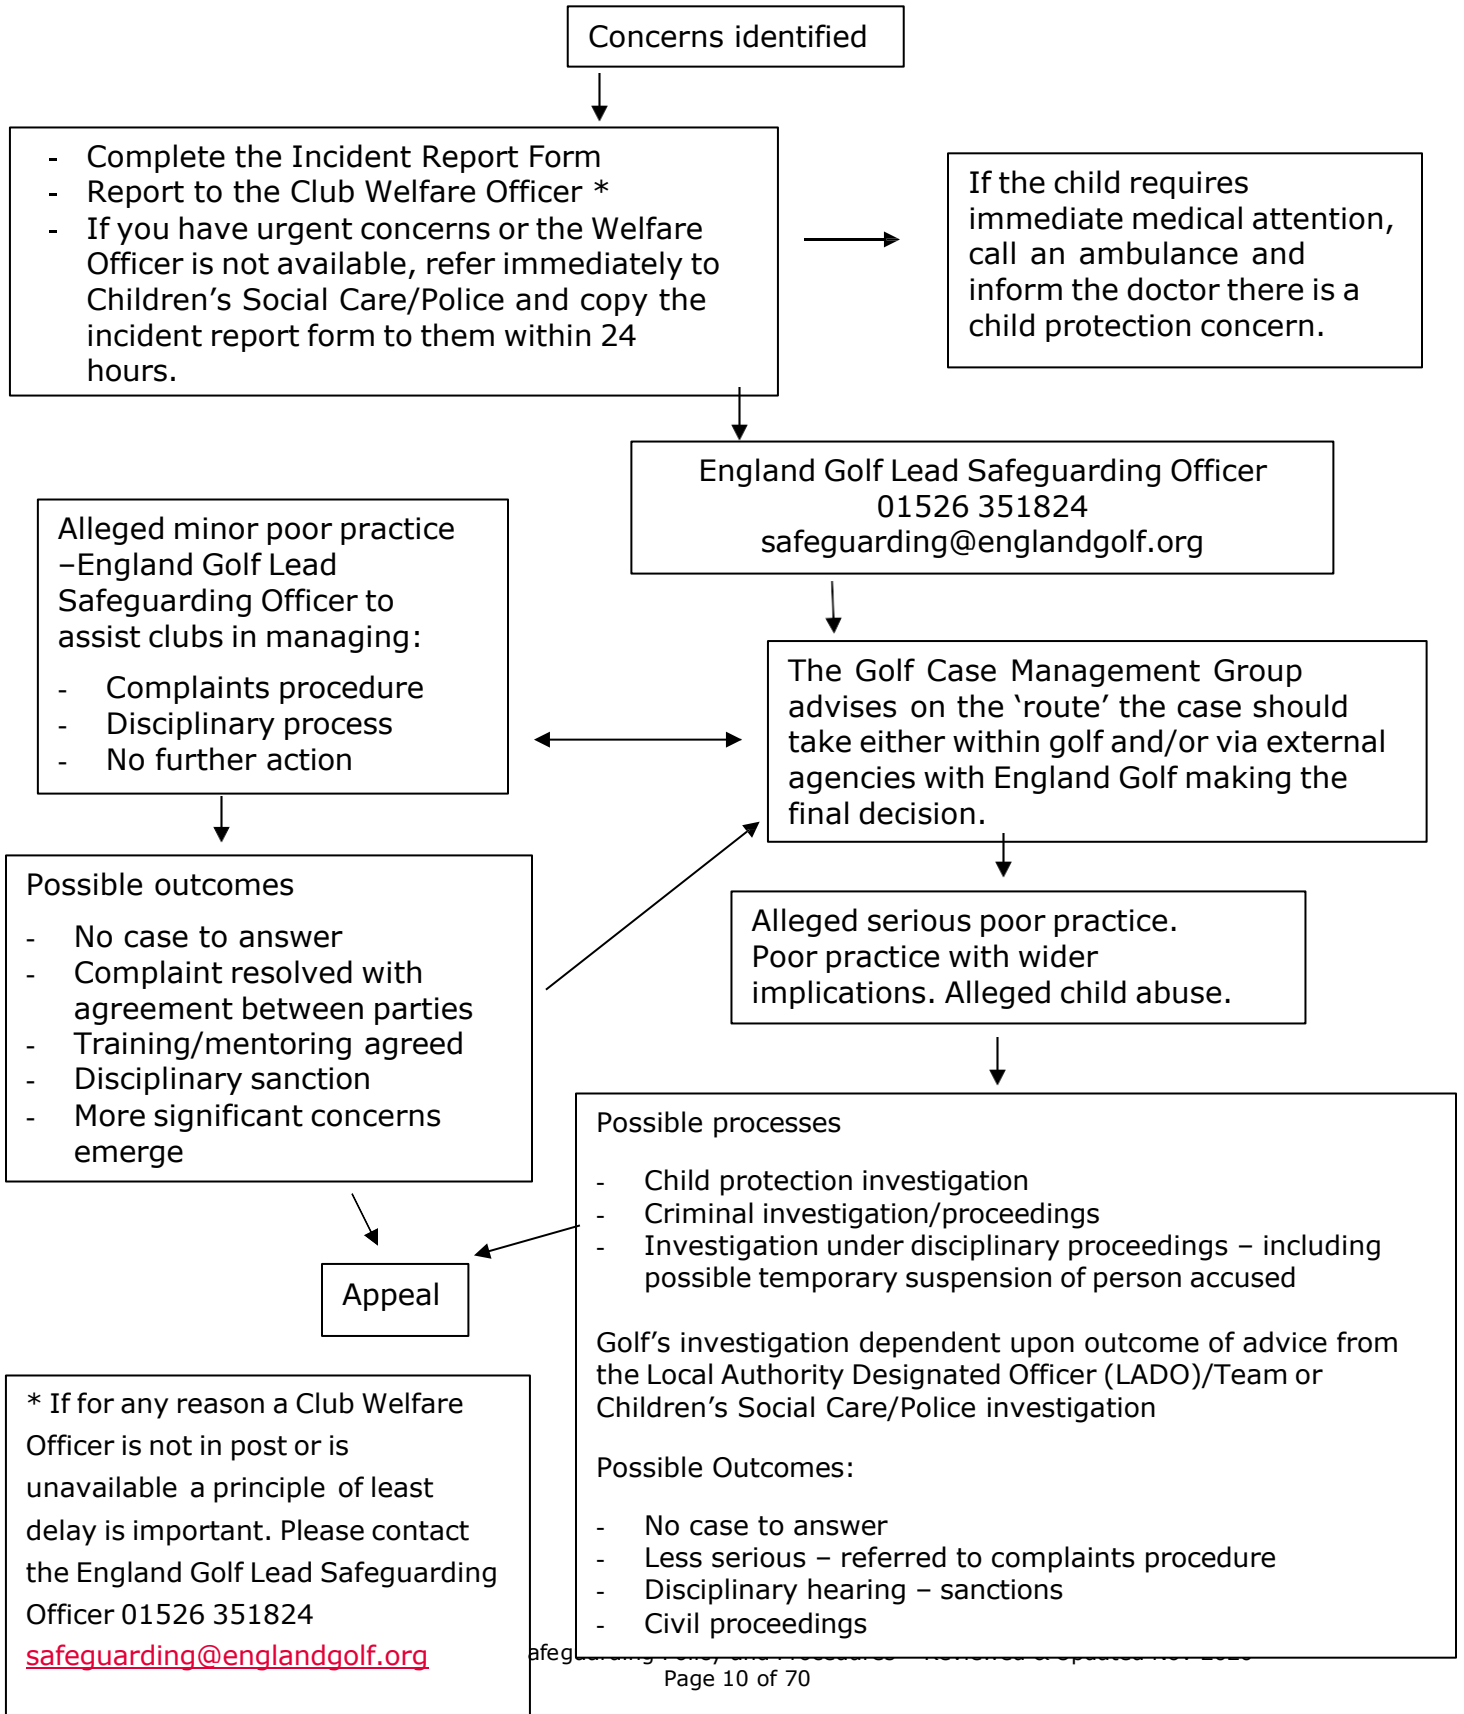 Concerns identified
- Complete the Incident Report Form
- Report to the Club Welfare Officer *
- If you have urgent concerns or the Welfare
Officer is not available, refer immediately to
Children’s Social Care/Police and copy the
incident report form to them within 24
hours.
If the child requires
immediate medical attention,
call an ambulance and
inform the doctor there is a
child protection concern.
England Golf Lead Safeguarding Officer
01526 351824
safeguarding@englandgolf.org
Alleged minor poor practice
–England Golf Lead
Safeguarding Officer to
assist clubs in managing:
- Complaints procedure
- Disciplinary process
- No further action
The Golf Case Management Group
advises on the ‘route’ the case should
take either within golf and/or via external
agencies with England Golf making the
final decision.
Possible outcomes
- No case to answer
- Complaint resolved with
agreement between parties
- Training/mentoring agreed
- Disciplinary sanction
- More significant concerns
emerge
Alleged serious poor practice.
Poor practice with wider
implications. Alleged child abuse.
Possible processes
- Child protection investigation
- Criminal investigation/proceedings
- Investigation under disciplinary proceedings – including
possible temporary suspension of person accused
Golf’s investigation dependent upon outcome of advice from
the Local Authority Designated Officer (LADO)/Team or
Children’s Social Care/Police investigation
Possible Outcomes:
- No case to answer
- Less serious – referred to complaints procedure
- Disciplinary hearing – sanctions
- Civil proceedings
Appeal
* If for any reason a Club Welfare
Officer is not in post or is
unavailable a principle of least
delay is important. Please contact
the England Golf Lead Safeguarding
Officer 01526 351824
safeguarding@englandgolf.org
Page 10 of 70